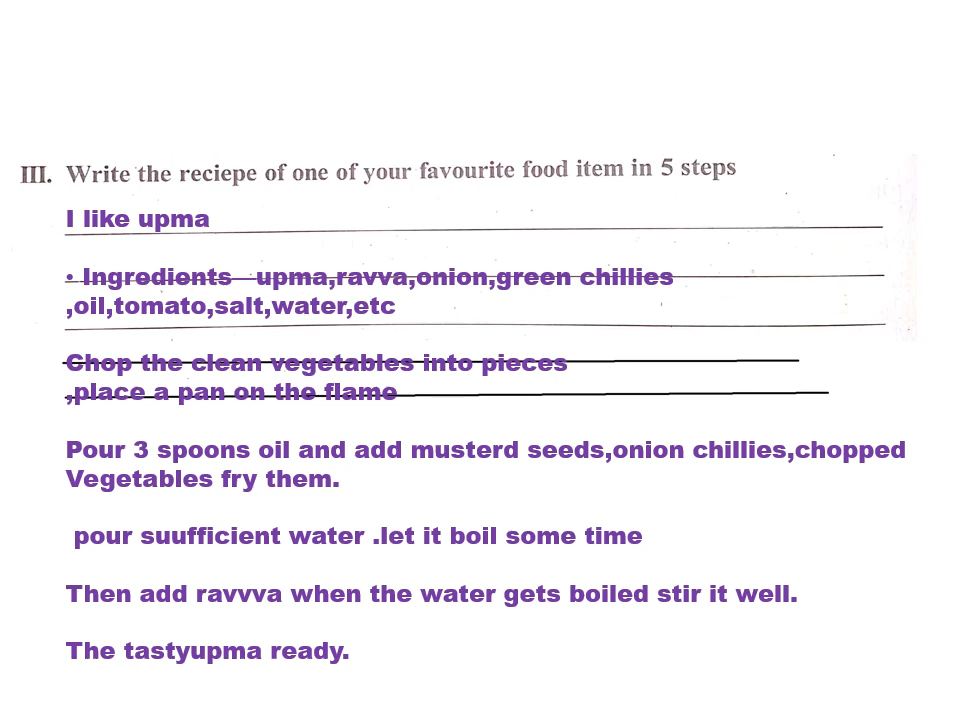 III. Write the reciepe of one of your favourite food item in 5 steps
I like upma
• Ingredients—upma,ravva,onion,green chillies
,oil,tomato,salt,water,etc
Chop the clean vegetables into pieces
,place a pan on the flame
Pour 3 spoons oil and add musterd seeds,onion chillies,chopped
Vegetables fry them.
pour suufficient water .let it boil some time
Then add ravvva when the water gets boiled stir it well.
The tastyupma ready.